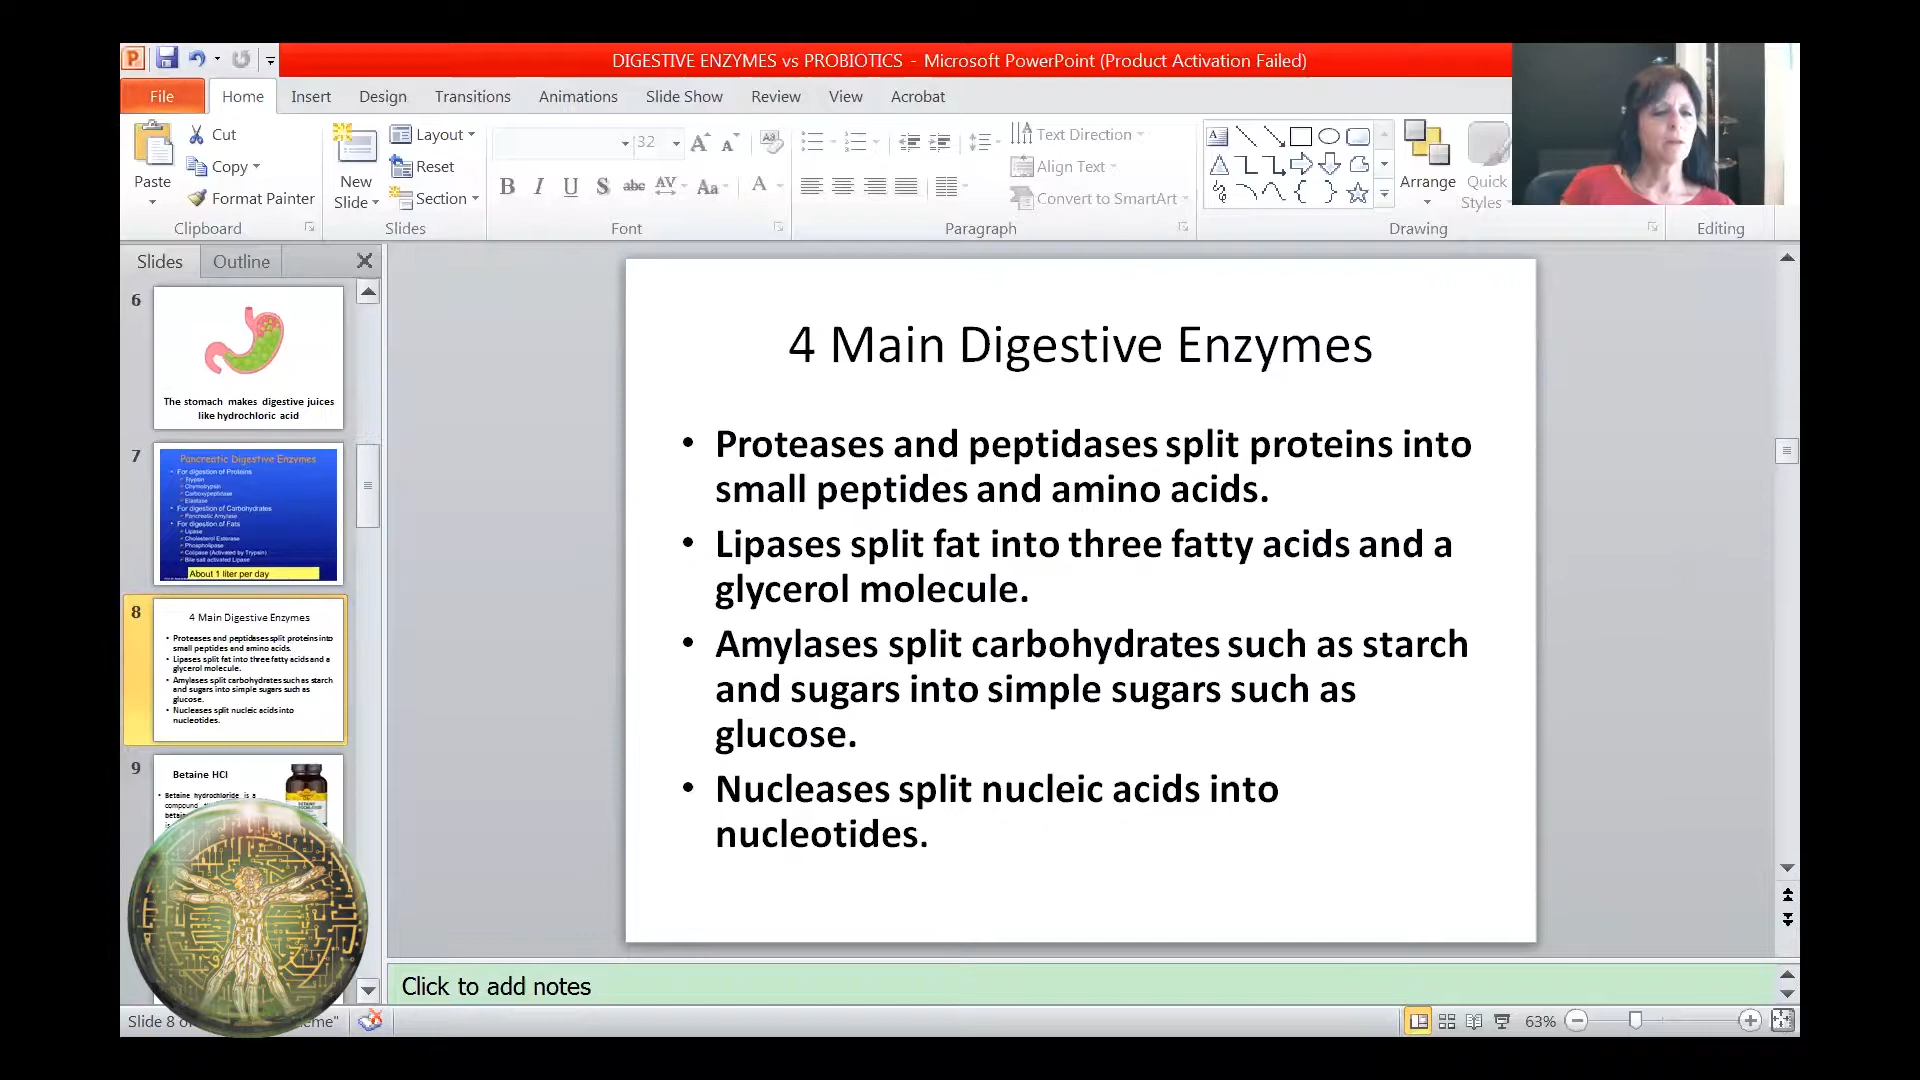 DIGESTIVE ENZYMES vs PROBIOTICS - Microsoft PowerPoint (Product Activation Failed)
File Home Insert Design Transitions Animations Slide Show Review View Acrobat
Paste
Cut
Copy
Format Painter
Clipboard
New
Slide
Layout
Reset
Section
Slides
32
Font
Text Direction
Align Text
Convert to SmartArt
Paragraph
Arrange
Quick
Styles
Drawing
Editing
Slides Outline
6
The stomach makes digestive juices
like hydrochloric acid
7
Pancreatic Digestive Enzymes
For digestion of Proteins
Trypsin
Chymotrypsin
Carboxypeptidase
Elastase
For digestion of Carbohydrates
Pancreatic Amylase
For digestion of Fats
Lipase
Cholesterol Esterase
Phospholipase
Colipase (Activated by Trypsin)
Bile salt activated Lipase
About 1 liter per day
8
4 Main Digestive Enzymes
• Proteases and peptidases split proteins into
small peptides and amino acids.
• Lipases split fat into three fatty acids and a
glycerol molecule.
• Amylases split carbohydrates such as starch
and sugars into simple sugars such as
glucose.
• Nucleases split nucleic acids into
nucleotides.
9
Betaine HCl
• Betaine hydrochloride is a
compound
4 Main Digestive Enzymes
• Proteases and peptidases split proteins into
small peptides and amino acids.
• Lipases split fat into three fatty acids and a
glycerol molecule.
• Amylases split carbohydrates such as starch
and sugars into simple sugars such as
glucose.
• Nucleases split nucleic acids into
nucleotides.
Click to add notes
Slide 8
63%